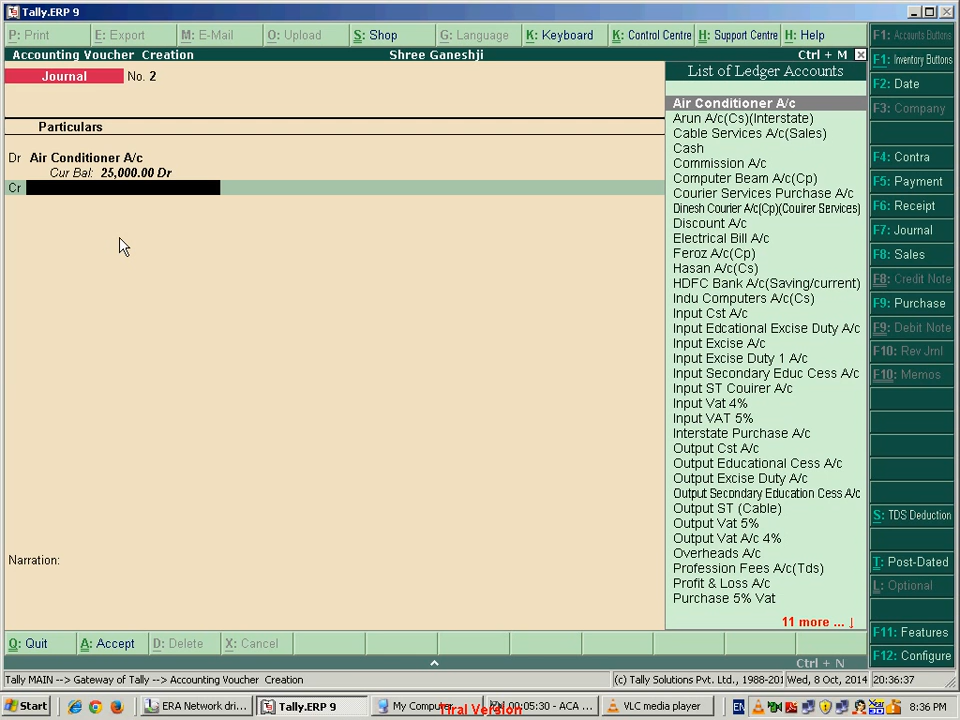 Tally.ERP 9
P: Print E: Export M: E-Mail O: Upload S: Shop G: Language K: Keyboard K: Control Centre H: Support Centre H: Help
F1: Accounts Buttons
Accounting Voucher Creation Shree Ganeshji Ctrl + M
F1: Inventory Buttons
Journal No. 2
List of Ledger Accounts
F2: Date
F3: Company
F4: Contra
F5: Payment
F6: Receipt
F7: Journal
F8: Sales
F8: Credit Note
F9: Purchase
F9: Debit Note
F10: Rev Jrnl
F10: Memos
S: TDS Deduction
T: Post-Dated
L: Optional
F11: Features
F12: Configure
Particulars
Dr Air Conditioner A/c
Cur Bal: 25,000.00 Dr
Cr
Narration:
Air Conditioner A/c
Arun A/c(Cs)(Interstate)
Cable Services A/c(Sales)
Cash
Commission A/c
Computer Beam A/c(Cp)
Courier Services Purchase A/c
Dinesh Courier A/c(Cp)(Couirer Services)
Discount A/c
Electrical Bill A/c
Feroz A/c(Cp)
Hasan A/c(Cs)
HDFC Bank A/c(Saving/current)
Indu Computers A/c(Cs)
Input Cst A/c
Input Edcational Excise Duty A/c
Input Excise A/c
Input Excise Duty 1 A/c
Input Secondary Educ Cess A/c
Input ST Couirer A/c
Input Vat 4%
Input VAT 5%
Interstate Purchase A/c
Output Cst A/c
Output Educational Cess A/c
Output Excise Duty A/c
Output Secondary Education Cess A/c
Output ST (Cable)
Output Vat 5%
Output Vat A/c 4%
Overheads A/c
Profession Fees A/c(Tds)
Profit & Loss A/c
Purchase 5% Vat
11 more ... ↓
Q: Quit A: Accept D: Delete X: Cancel
Ctrl + N
Tally MAIN --> Gateway of Tally --> Accounting Voucher Creation (c) Tally Solutions Pvt. Ltd., 1988-201 Wed, 8 Oct, 2014 20:36:37
Start ERA Network dri... Tally.ERP 9 My Compute 00:05:30 - ACA ... VLC media player EN 8:36 PM
Tiral Version